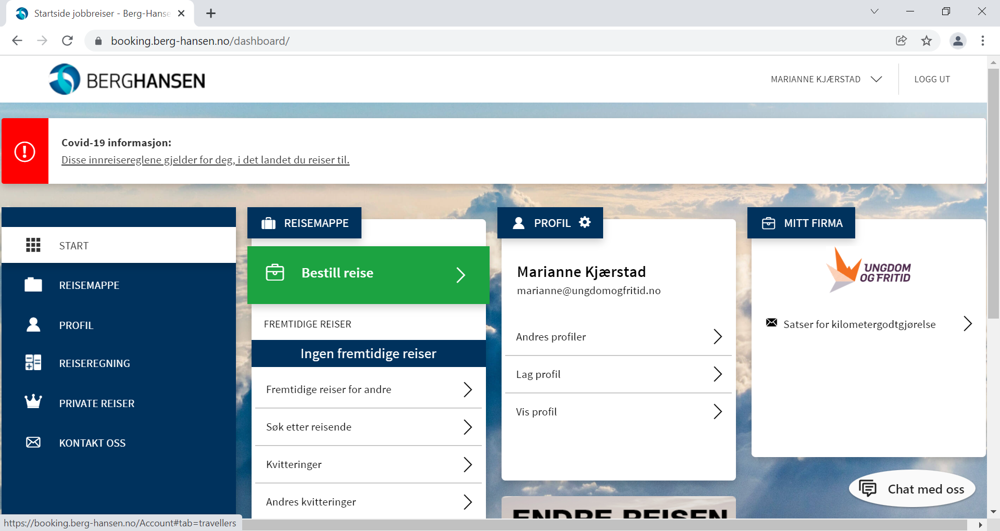 Startside jobbreiser - Berg-Hanse
booking.berg-hansen.no/dashboard/
BERGHANSEN
MARIANNE KJÆRSTAD
LOGG UT
Covid-19 informasjon:
Disse innreisereglene gjelder for deg, i det landet du reiser til.
START
REISEMAPPE
PROFIL
REISEREGNING
PRIVATE REISER
KONTAKT OSS
REISEMAPPE
Bestill reise
FREMTIDIGE REISER
Ingen fremtidige reiser
Fremtidige reiser for andre
Søk etter reisende
Kvitteringer
Andres kvitteringer
PROFIL
Marianne Kjærstad
marianne@ungdomogfritid.no
Andres profiler
Lag profil
Vis profil
ENDRE REISEN
MITT FIRMA
UNGDOM
OG FRITID
Satser for kilometergodtgjørelse
Chat med oss
https://booking.berg-hansen.no/Account#tab=travellers